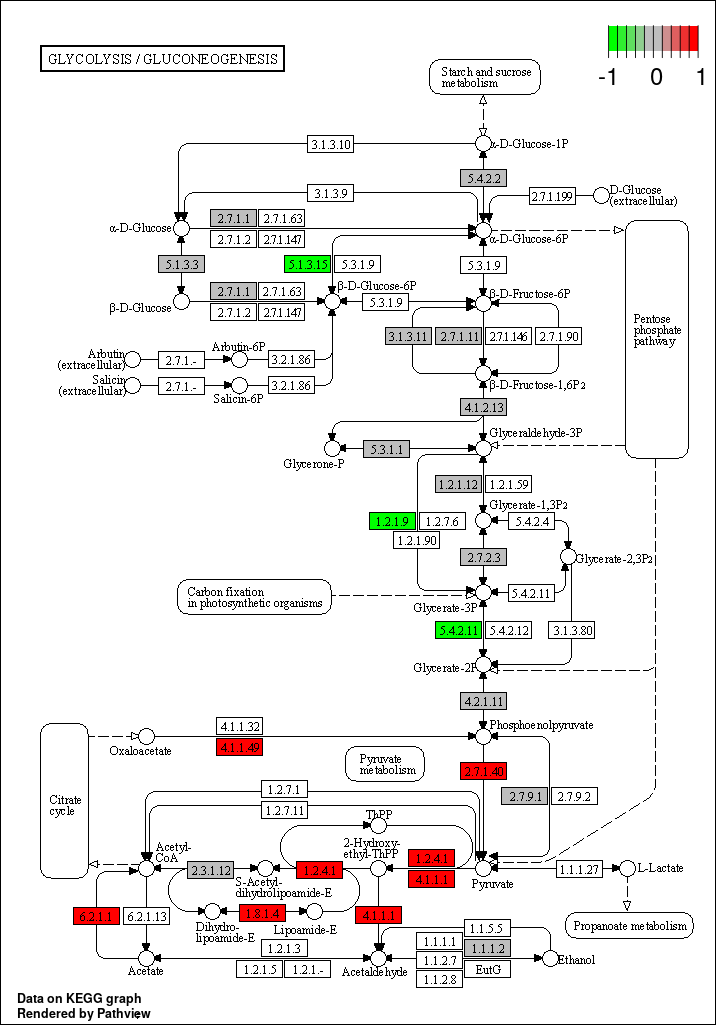 GLYCOLYSIS / GLUCONEOGENESIS
-1 0 1
Starch and sucrose
metabolism
3.1.3.10
α-D-Glucose-1P
5.4.2.2
3.1.3.9
2.7.1.199
D-Glucose
(extracellular)
α-D-Glucose
2.7.1.1 2.7.1.63
2.7.1.2 2.7.1.147
α-D-Glucose-6P
5.1.3.3
5.1.3.15 5.3.1.9
5.3.1.9
β-D-Glucose-6P
β-D-Glucose
2.7.1.1 2.7.1.63
2.7.1.2 2.7.1.147
5.3.1.9
β-D-Fructose-6P
Pentose
phosphate
pathway
3.1.3.11 2.7.1.11 2.7.1.146 2.7.1.90
Arbutin
(extracellular)
2.7.1.-
Arbutin-6P
3.2.1.86
Salicin
(extracellular)
2.7.1.-
Salicin-6P
3.2.1.86
β-D-Fructose-1,6P2
4.1.2.13
Glyceraldehyde-3P
5.3.1.1
Glycerone-P
1.2.1.12 1.2.1.59
Glycerate-1,3P2
1.2.1.9 1.2.7.6
1.2.1.90
5.4.2.4
2.7.2.3
Glycerate-2,3P2
Carbon fixation
in photosynthetic organisms
5.4.2.11
Glycerate-3P
5.4.2.11 5.4.2.12
3.1.3.80
Glycerate-2P
4.2.1.11
4.1.1.32
4.1.1.49
Oxaloacetate
Phosphoenolpyruvate
Pyruvate
metabolism
2.7.1.40
2.7.9.1 2.7.9.2
Citrate
cycle
1.2.7.1
1.2.7.11
ThPP
2-Hydroxy-
ethyl-ThPP
Acetyl-
CoA
2.3.1.12
S-Acetyl-
dihydrolipoamide-E
1.2.4.1
1.2.4.1
4.1.1.1
Pyruvate
1.1.1.27
L-Lactate
6.2.1.1 6.2.1.13
Dihydro-
lipoamide-E
1.8.1.4
Lipoamide-E
4.1.1.1
Propanoate metabolism
Acetate
1.2.1.3
1.2.1.5 1.2.1.-
Acetaldehyde
1.1.5.5
1.1.1.1 1.1.1.2
1.1.2.7
1.1.2.8 EutG
Ethanol
Data on KEGG graph
Rendered by Pathview